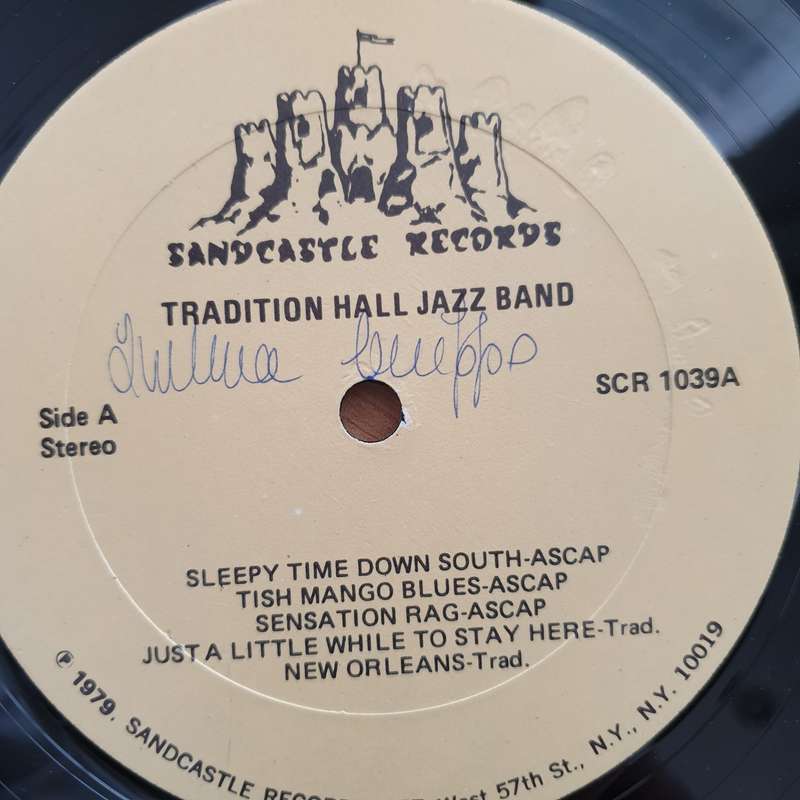 SANDCASTLE RECORDS
TRADITION HALL JAZZ BAND
SCR 1039A
Side A
Stereo
SLEEPY TIME DOWN SOUTH-ASCAP
TISH MANGO BLUES-ASCAP
SENSATION RAG-ASCAP
JUST A LITTLE WHILE TO STAY HERE-Trad.
NEW ORLEANS-Trad.
℗ 1979. SANDCASTLE West 57th St., N.Y., N.Y. 10019